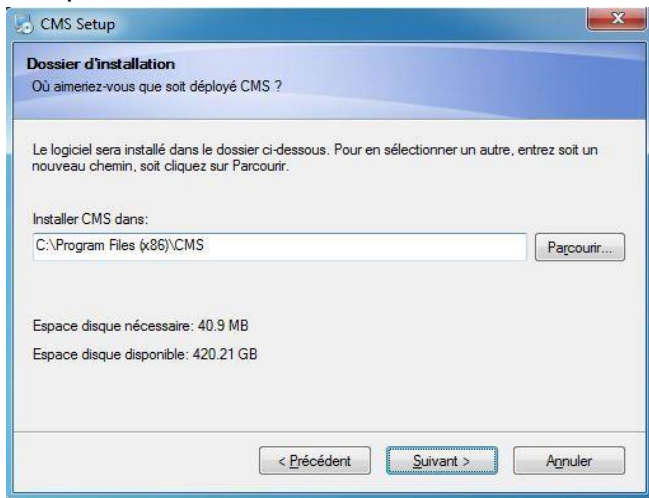 CMS Setup
Dossier d'installation
Où aimeriez-vous que soit déployé CMS ?
Le logiciel sera installé dans le dossier ci-dessous. Pour en sélectionner un autre, entrez soit un
nouveau chemin, soit cliquez sur Parcourir.
Installer CMS dans:
C:\Program Files (x86)\CMS
Parcourir...
Espace disque nécessaire: 40.9 MB
Espace disque disponible: 420.21 GB
< Précédent
Suivant >
Annuler